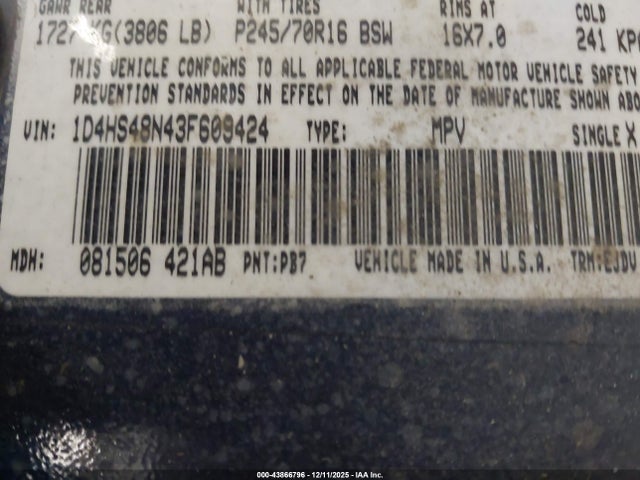 GAWR REAR WITH TIRES RIMS AT COLD
1727 KG(3806 LB) P245/70R16 BSW 16X7.0 241 KPA
THIS VEHICLE CONFORMS TO ALL APPLICABLE FEDERAL MOTOR VEHICLE SAFETY
PREVENTION STANDARDS IN EFFECT ON THE DATE OF MANUFACTURE SHOWN ABOV
VIN: 1D4HS48N43F609424 TYPE: MPV SINGLE X
MDH: 081506 421AB PNT:PB7 VEHICLE MADE IN U.S.A. TRM:EJDV
000-43866796 - 12/11/2025 - IAA Inc.